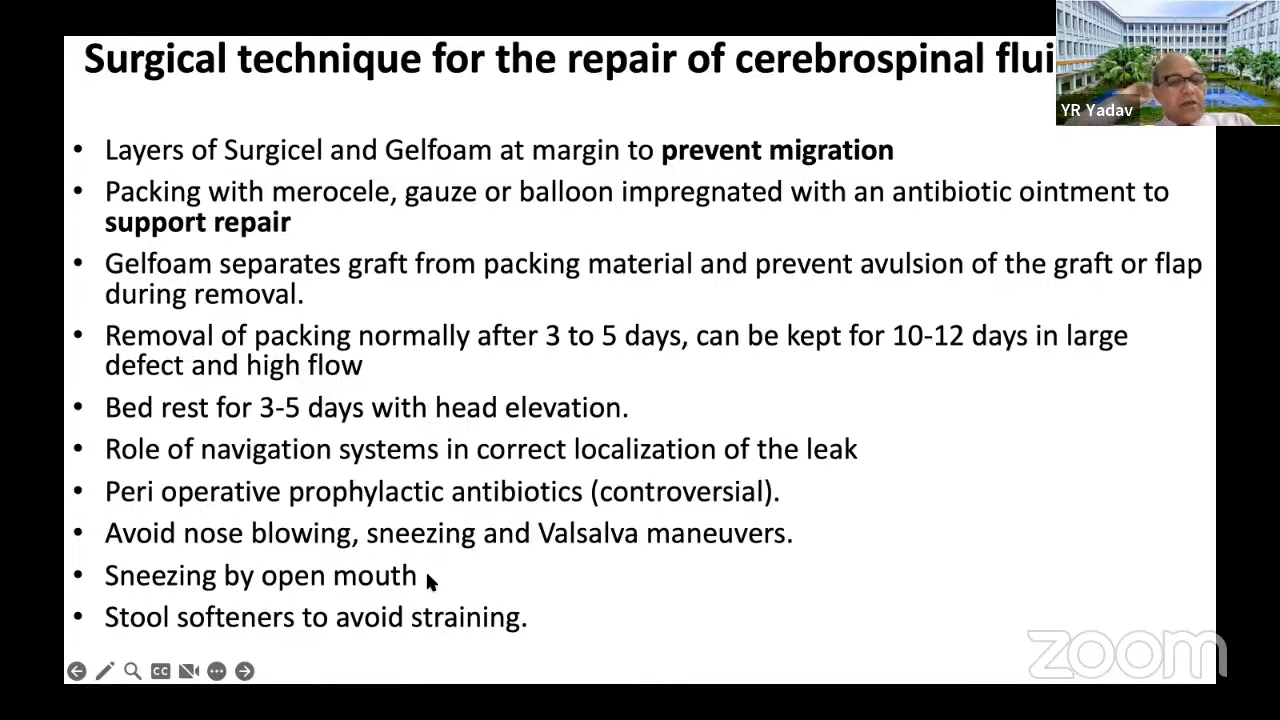 Surgical technique for the repair of cerebrospinal flui
YR Yadav
• Layers of Surgicel and Gelfoam at margin to prevent migration
• Packing with merocele, gauze or balloon impregnated with an antibiotic ointment to
support repair
• Gelfoam separates graft from packing material and prevent avulsion of the graft or flap
during removal.
• Removal of packing normally after 3 to 5 days, can be kept for 10-12 days in large
defect and high flow
• Bed rest for 3-5 days with head elevation.
• Role of navigation systems in correct localization of the leak
• Peri operative prophylactic antibiotics (controversial).
• Avoid nose blowing, sneezing and Valsalva maneuvers.
• Sneezing by open mouth
• Stool softeners to avoid straining.
CC
zoom